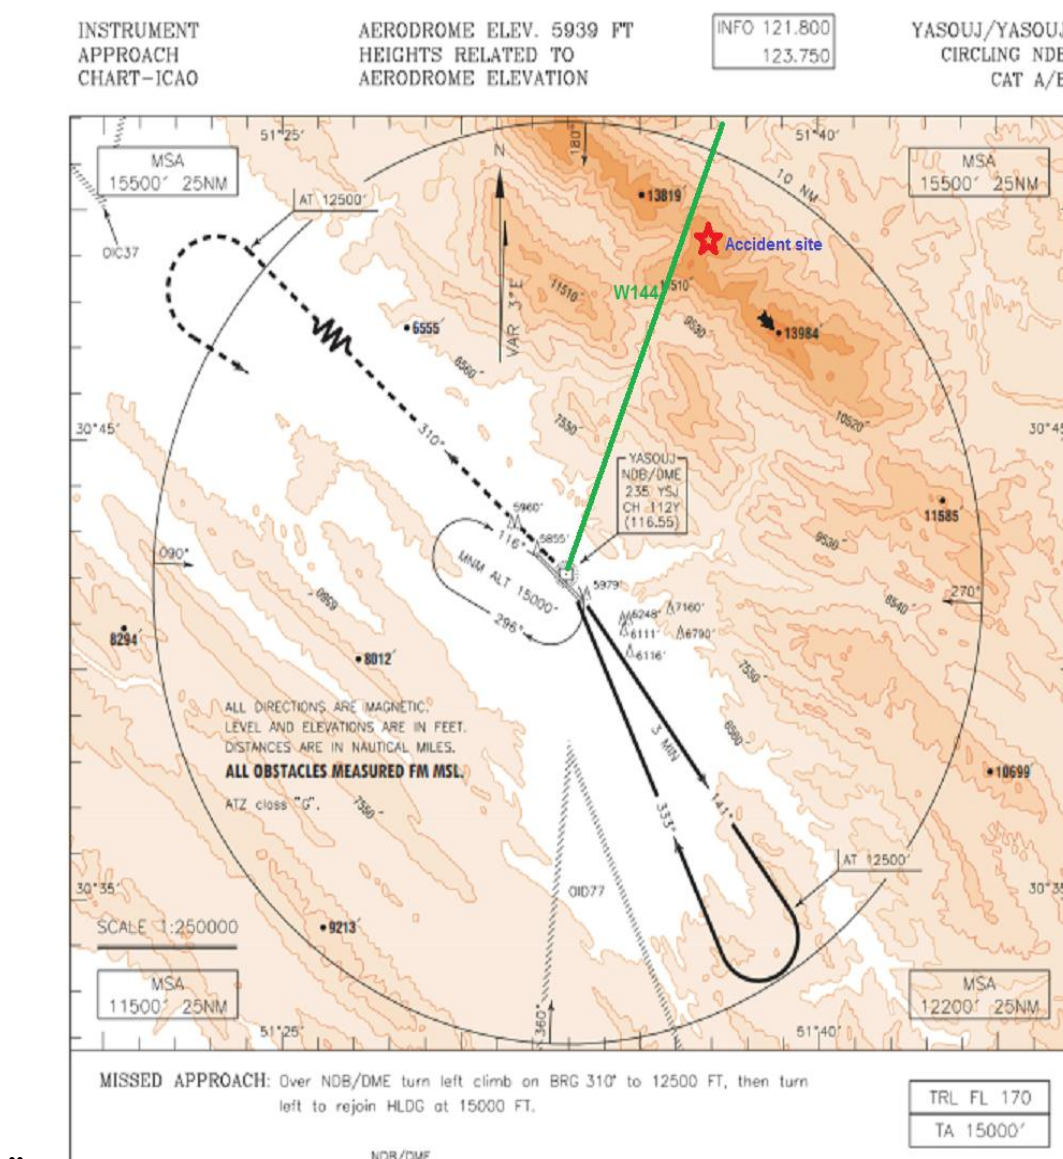 INSTRUMENT
APPROACH
CHART-ICAO
AERODROME ELEV. 5939 FT
HEIGHTS RELATED TO
AERODROME ELEVATION
INFO 121.800
123.750
YASOUJ/YASOUJ
CIRCLING NDB
CAT A/B
51°25'
180°
51°40'
MSA
15500' 25NM
N
10 NM
MSA
15500' 25NM
AT 12500'
13819'
OIC37
Accident site
W144
11510'
VAR 3°E
6555'
9530'
13984'
6560'
10520'
30°45'
310°
7550'
30°45'
YASOUJ
NDB/DME
235 YSJ
CH 112Y
(116.55)
11585
5960'
116°
5855'
9530'
090°
MNM ALT 15000'
5979'
270°
8540'
6560
296°
6248'
7160'
6111'
6790'
6116'
8294'
8012'
7550'
ALL DIRECTIONS ARE MAGNETIC.
LEVEL AND ELEVATIONS ARE IN FEET.
DISTANCES ARE IN NAUTICAL MILES.
ALL OBSTACLES MEASURED FM MSL.
ATZ class "G".
7550'
3 MIN
6560'
10699'
333°
141°
AT 12500'
30°35'
OID77
30°35'
SCALE 1:250000
9213'
MSA
11500' 25NM
MSA
12200' 25NM
51°25'
360°
51°40'
MISSED APPROACH: Over NDB/DME turn left climb on BRG 310° to 12500 FT, then turn
left to rejoin HLDG at 15000 FT.
TRL FL 170
TA 15000'
NDB/DME